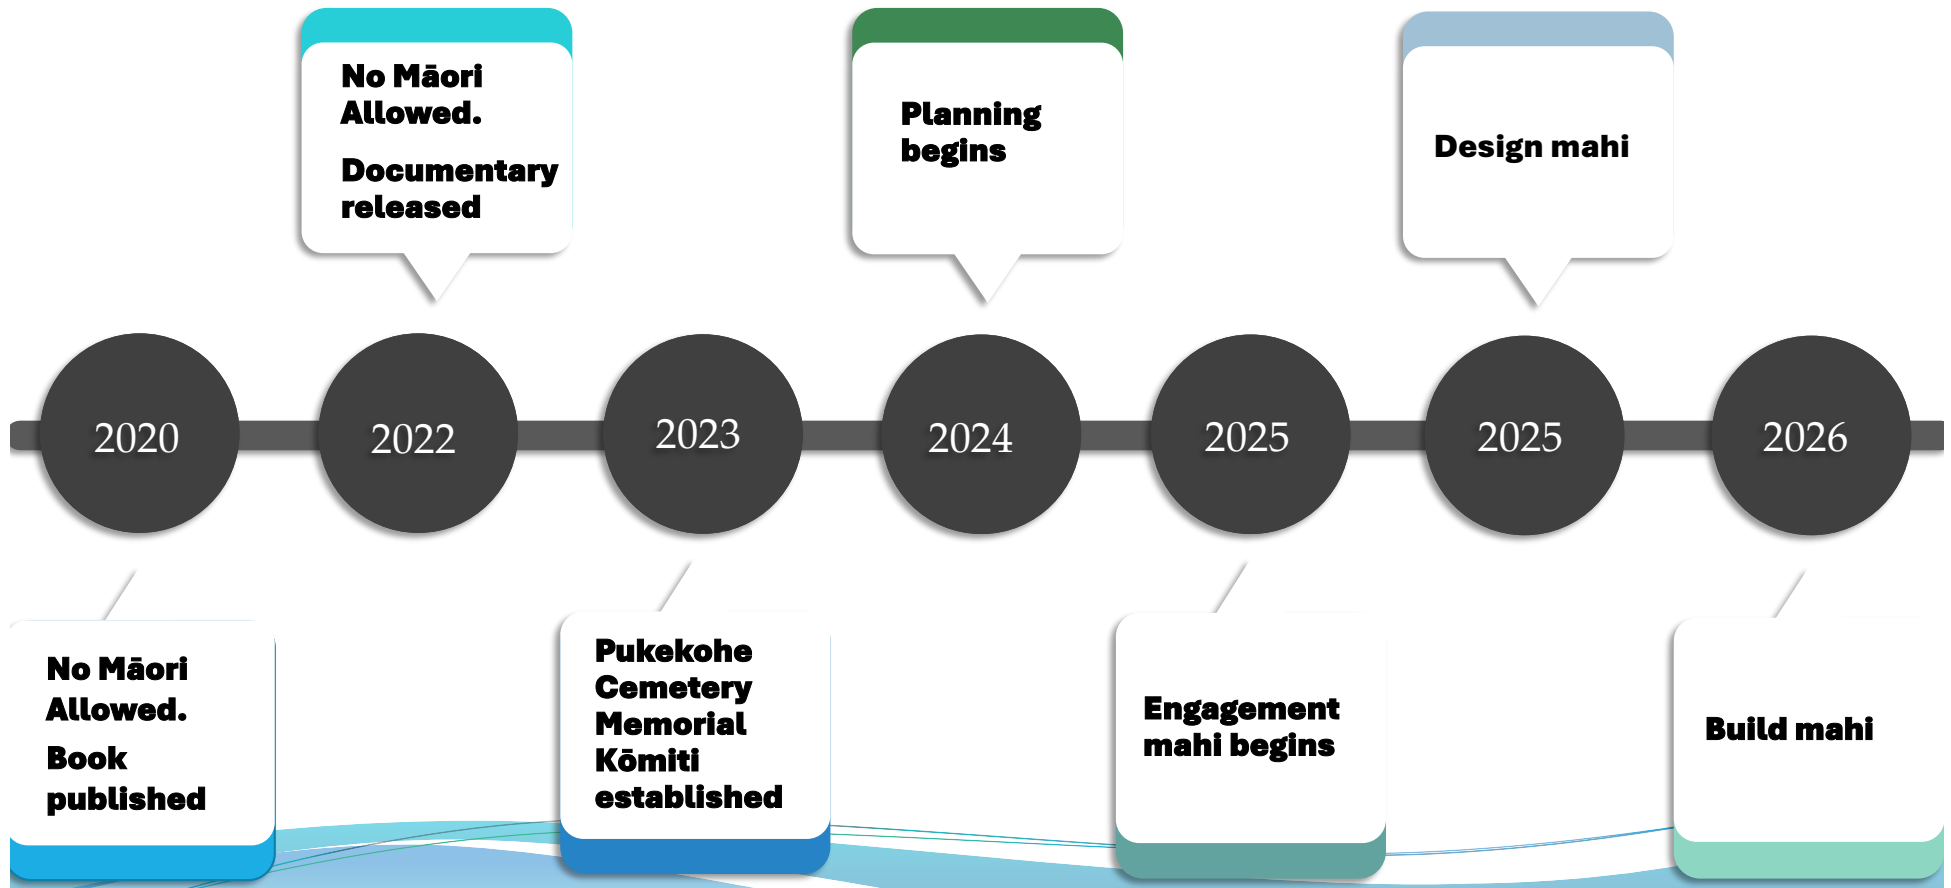 No Māori
Allowed.
Documentary
released
Planning
begins
Design mahi
2020
2022
2023
2024
2025
2025
2026
No Māori
Allowed.
Book
published
Pukekohe
Cemetery
Memorial
Kōmiti
established
Engagement
mahi begins
Build mahi